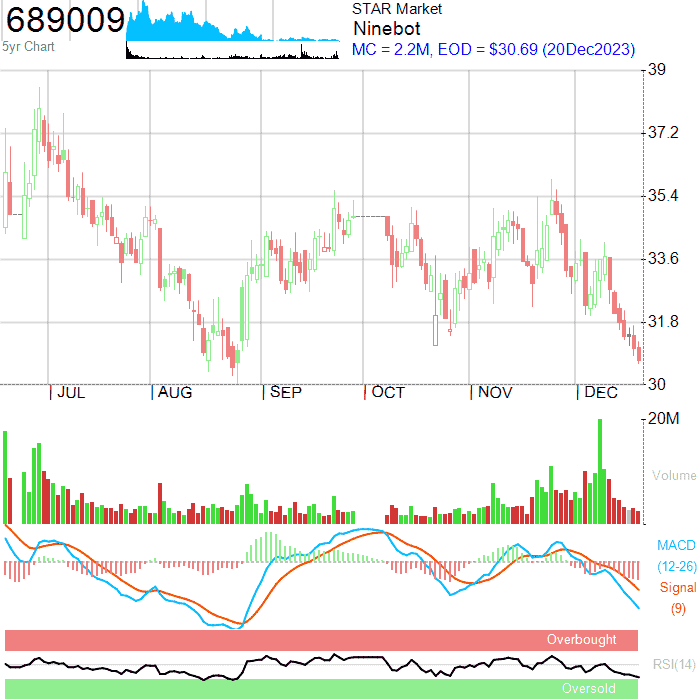 689009
5yr Chart
STAR Market
Ninebot
MC = 2.2M, EOD = $30.69 (20Dec2023)
39
37.2
35.4
33.6
31.8
30
JUL AUG SEP OCT NOV DEC
20M
Volume
MACD
(12-26)
Signal
(9)
Overbought
RSI(14)
Oversold